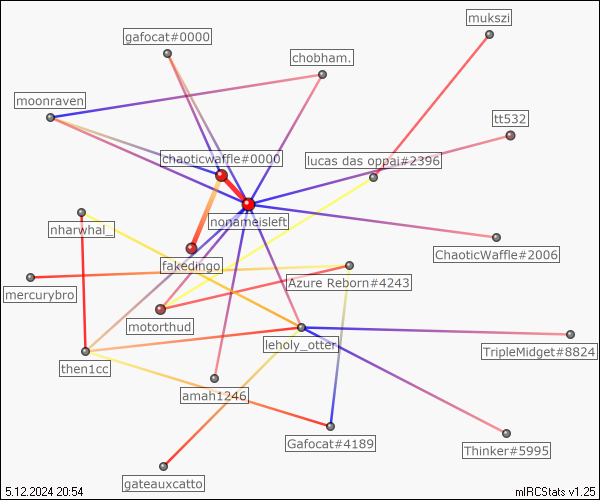 mukszi
gafocat#0000
chobham.
moonraven
tt532
chaoticwaffle#0000
lucas das oppai#2396
nonameisleft
nharwhal_
ChaoticWaffle#2006
fakedingo
Azure Reborn#4243
mercurybro
motorthud
leholy_otter
TripleMidget#8824
then1cc
amah1246
Gafocat#4189
Thinker#5995
gateauxcatto
5.12.2024 20:54
mIRCStats v1.25